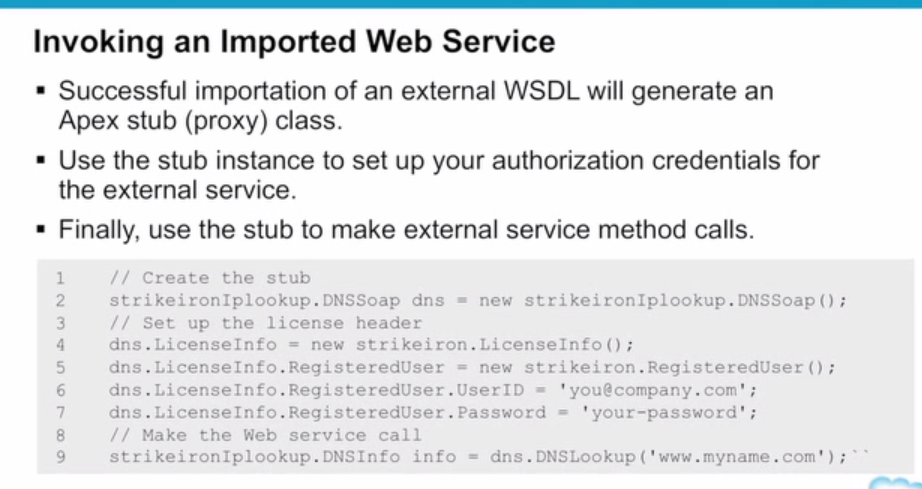 Invoking an Imported Web Service
▪ Successful importation of an external WSDL will generate an
Apex stub (proxy) class.
▪ Use the stub instance to set up your authorization credentials for
the external service.
▪ Finally, use the stub to make external service method calls.
1 // Create the stub
2 strikeironIplookup.DNSSoap dns = new strikeironIplookup.DNSSoap();
3 // Set up the license header
4 dns.LicenseInfo = new strikeiron.LicenseInfo();
5 dns.LicenseInfo.RegisteredUser = new strikeiron.RegisteredUser();
6 dns.LicenseInfo.RegisteredUser.UserID = 'you@company.com';
7 dns.LicenseInfo.RegisteredUser.Password = 'your-password';
8 // Make the Web service call
9 strikeironIplookup.DNSInfo info = dns.DNSLookup('www.myname.com');``